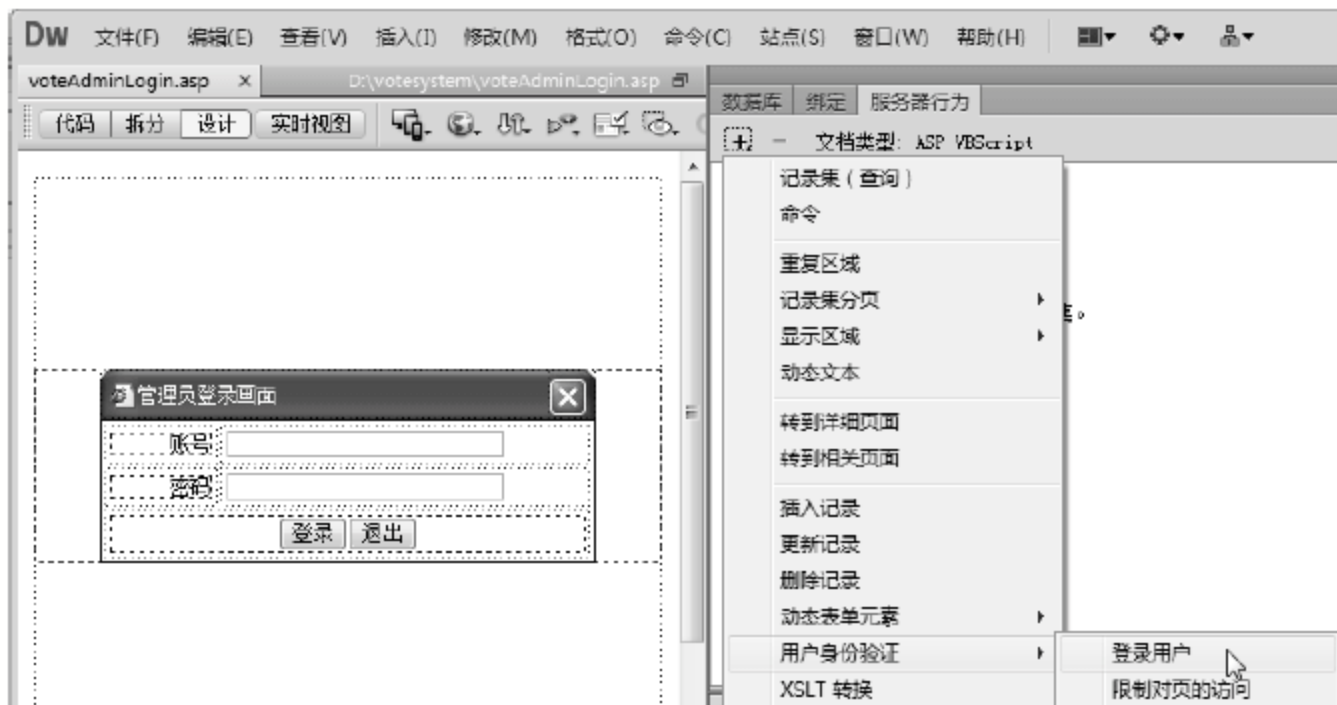 Dw 文件(F) 编辑(E) 查看(V) 插入(I) 修改(M) 格式(O) 命令(C) 站点(S) 窗口(W) 帮助(H)
voteAdminLogin.asp × D:\votesystem\voteAdminLogin.asp
代码 拆分 设计 实时视图
管理员登录画面
账号
密码
登录 退出
数据库 绑定 服务器行为
+ − 文档类型: ASP VBScript
记录集(查询)
命令
重复区域
记录集分页
显示区域
动态文本
转到详细页面
转到相关页面
插入记录
更新记录
删除记录
动态表单元素
用户身份验证
XSLT 转换
登录用户
限制对页的访问